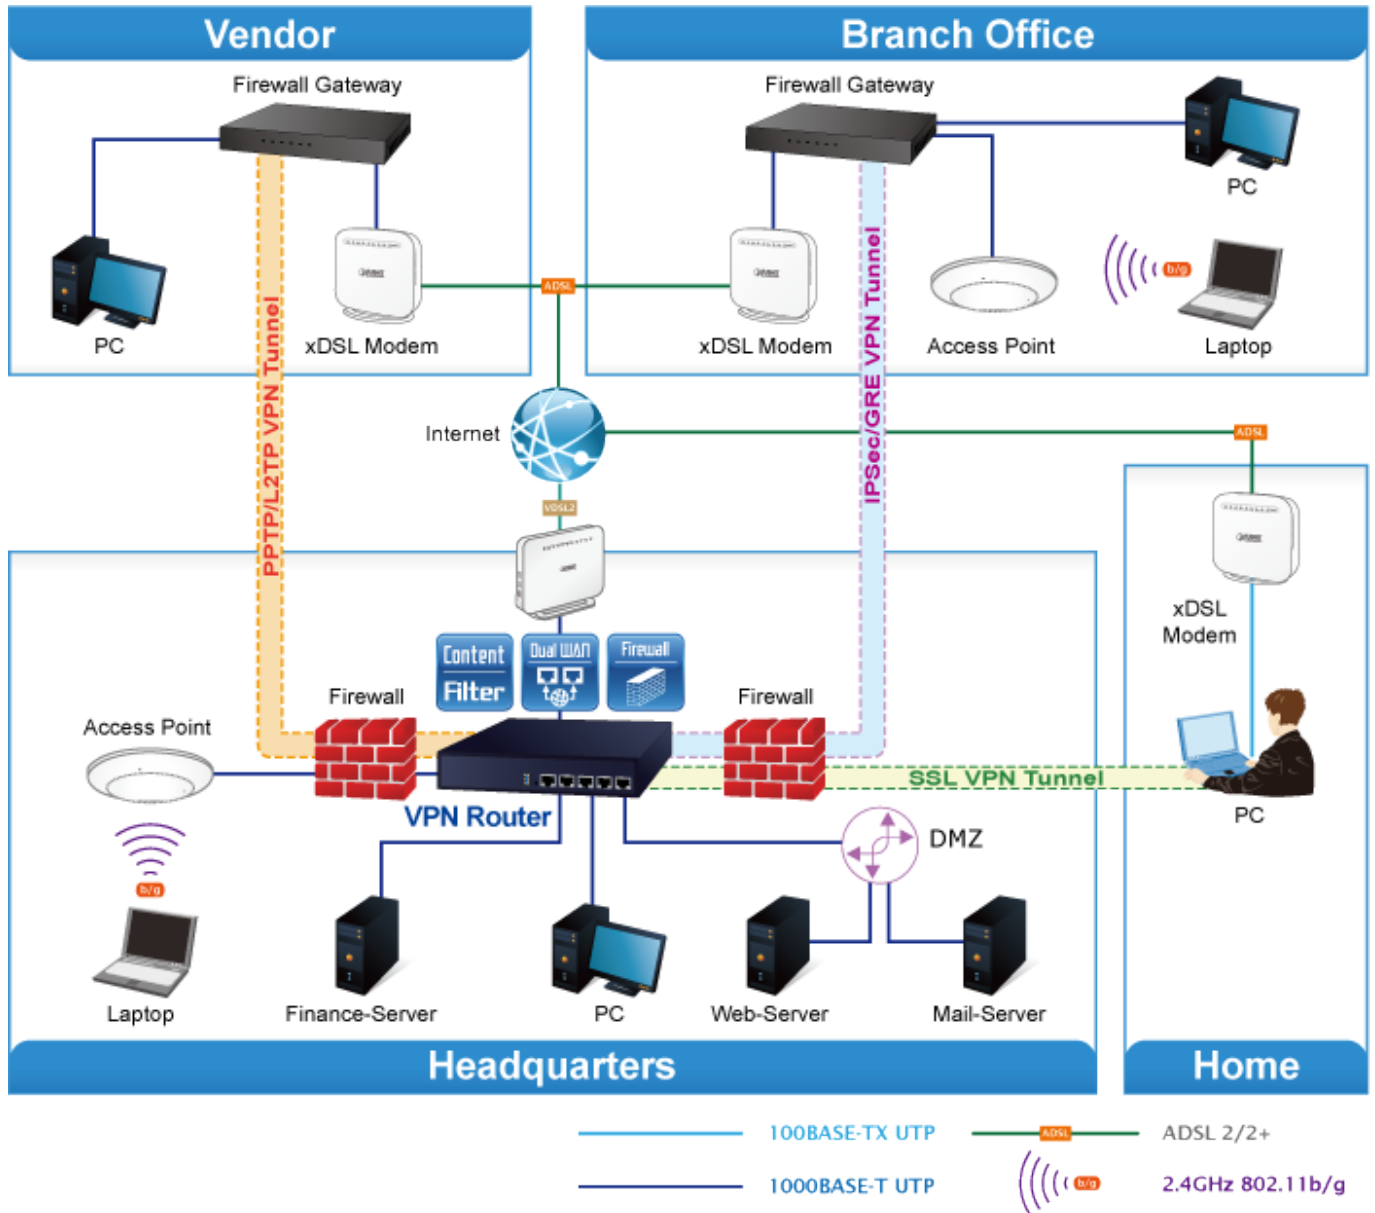 Vendor
Branch Office
Firewall Gateway
Firewall Gateway
PC
PC
xDSL Modem
ADSL
xDSL Modem
Access Point
b/g
Laptop
PPTP/L2TP VPN Tunnel
IPSec/GRE VPN Tunnel
Internet
ADSL
VDSL2
xDSL
Modem
Content
Filter
Dual WAN
Firewall
Firewall
Firewall
Access Point
VPN Router
SSL VPN Tunnel
PC
DMZ
b/g
Laptop
Finance-Server
PC
Web-Server
Mail-Server
Headquarters
Home
100BASE-TX UTP
ADSL
ADSL 2/2+
1000BASE-T UTP
b/g
2.4GHz 802.11b/g